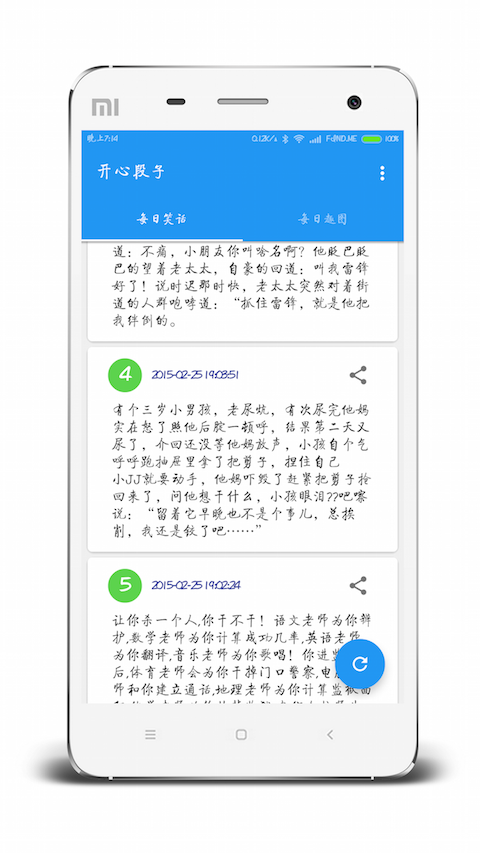 MI
晚上7:14
0.12K/s
F:)IND.ME
100%
开心段子
每日笑话
每日趣图
道：不痛，小朋友你叫啥名啊？他眨巴眨
巴的望着老太太，自豪的回道：叫我雷锋
好了！说时迟那时快，老太太突然对着街
道的人群咆哮道：“抓住雷锋，就是他把
我绊倒的。
4
2015-02-25 19:03:51
有个三岁小男孩，老尿炕，有次尿完他妈
实在怒了照他后腚一顿呼，结果第二天又
尿了，介回还没等他妈放声，小孩自个气
呼呼跑抽屉里拿了把剪子，捏住自己
小JJ就要动手，他妈吓毁了赶紧把剪子抢
回来了，问他想干什么，小孩眼泪??吧嚓
说：“留着它早晚也不是个事儿，总挨
削，我还是铰了吧……”
5
2015-02-25 19:02:24
让你杀一个人,你干不干！语文老师为你辩
护,数学老师为你计算成功几率,英语老师
为你翻译,音乐老师为你歌唱！你进监
后,体育老师会为你干掉门口警察,电
师和你建立通话,地理老师为你计算监狱面